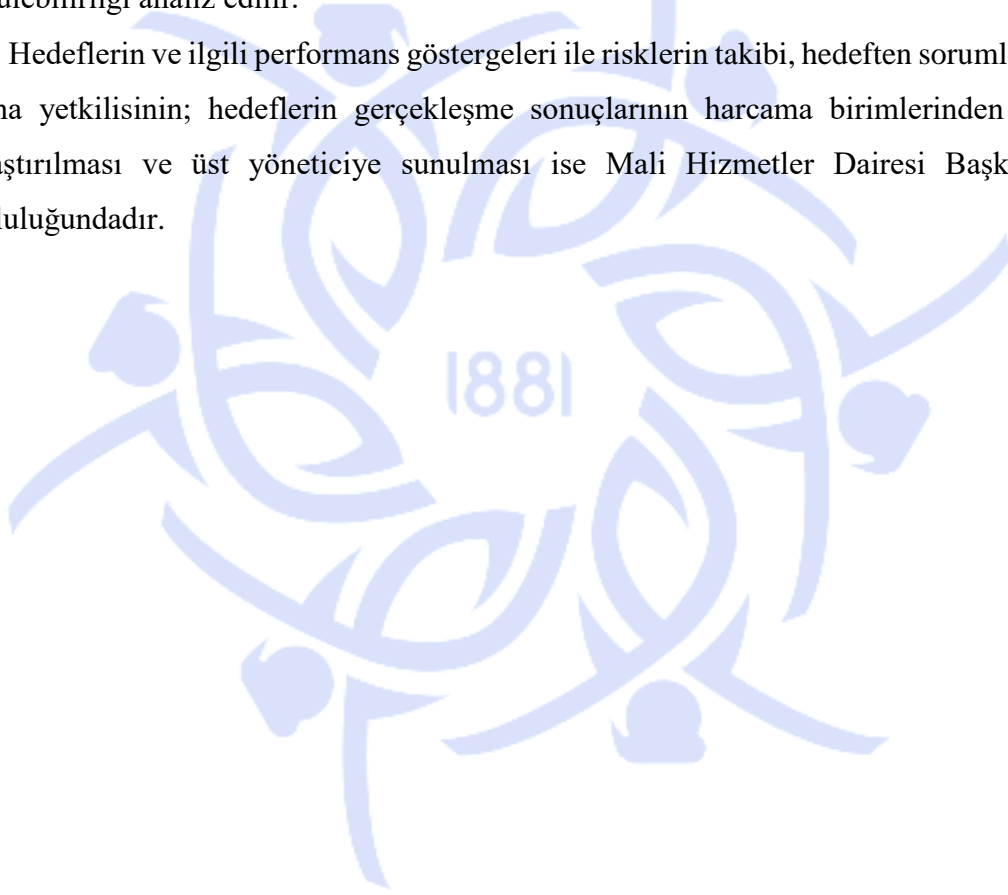 analiz edilir.
Hedeflerin ve ilgili performans göstergeleri ile risklerin takibi, hedeften soruml
ma yetkilisinin; hedeflerin gerçekleşme sonuçlarının harcama birimlerinden
aştırılması ve üst yöneticiye sunulması ise Mali Hizmetler Dairesi Başk
luluğundadır.
1881